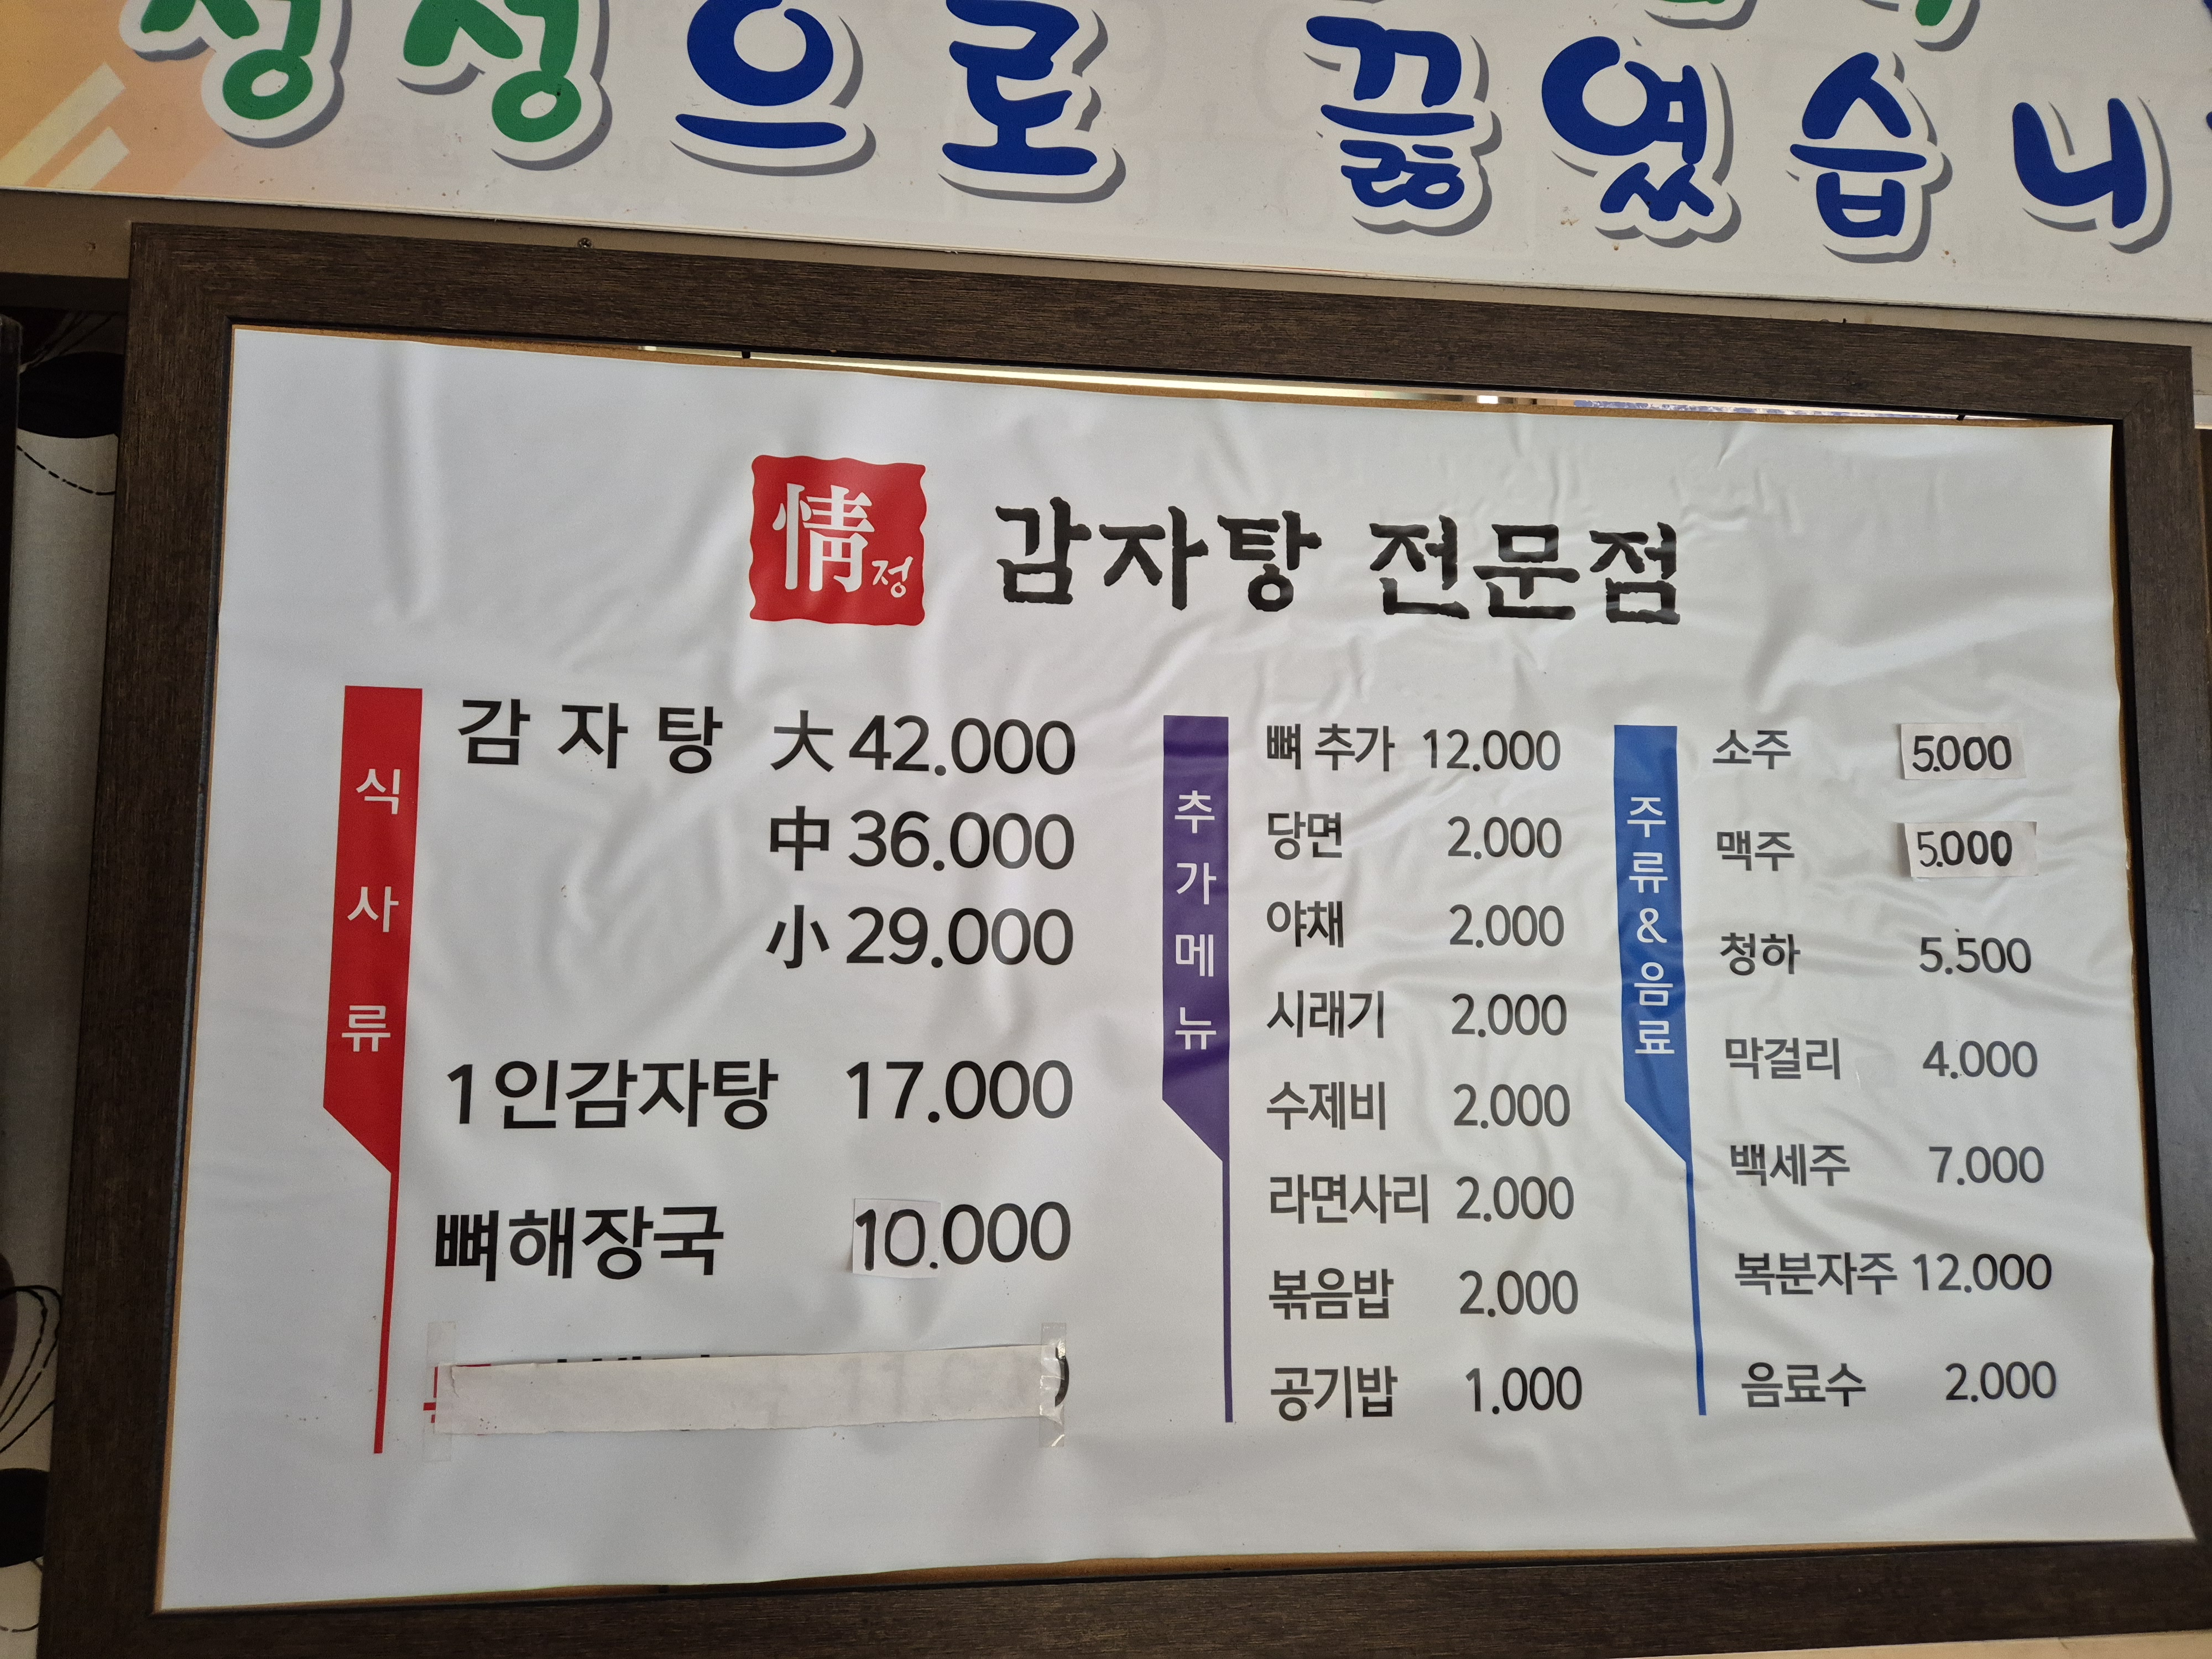 정성으로 끓였습니
情정 감자탕 전문점
식사류
감자탕 大 42.000
中 36.000
小 29.000
1인감자탕 17.000
뼈해장국 10.000
추가메뉴
뼈 추가 12.000
당면 2.000
야채 2.000
시래기 2.000
수제비 2.000
라면사리 2.000
볶음밥 2.000
공기밥 1.000
주류&음료
소주 5.000
맥주 5.000
청하 5.500
막걸리 4.000
백세주 7.000
복분자주 12.000
음료수 2.000